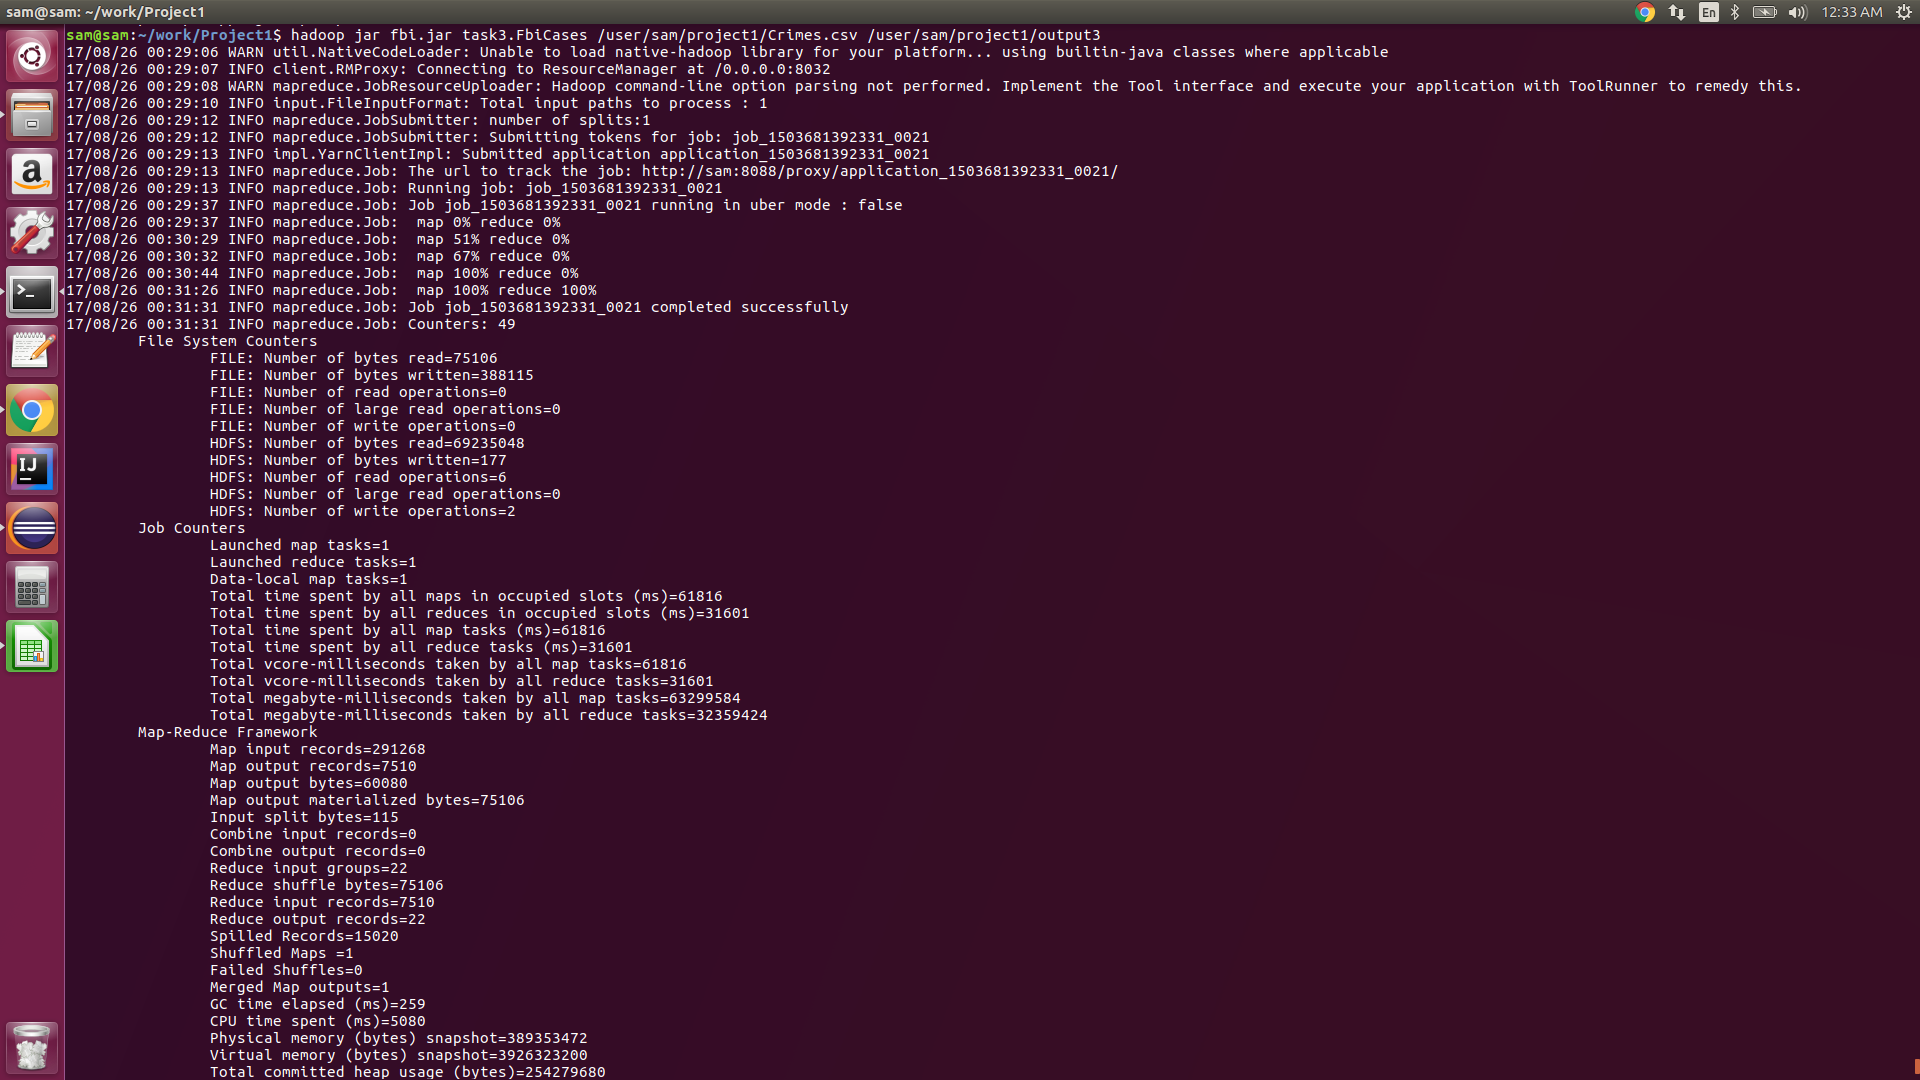 sam@sam: ~/work/Project1
En
12:33 AM
sam@sam:~/work/Project1$ hadoop jar fbi.jar task3.FbiCases /user/sam/project1/Crimes.csv /user/sam/project1/output3
17/08/26 00:29:06 WARN util.NativeCodeLoader: Unable to load native-hadoop library for your platform... using builtin-java classes where applicable
17/08/26 00:29:07 INFO client.RMProxy: Connecting to ResourceManager at /0.0.0.0:8032
17/08/26 00:29:08 WARN mapreduce.JobResourceUploader: Hadoop command-line option parsing not performed. Implement the Tool interface and execute your application with ToolRunner to remedy this.
17/08/26 00:29:10 INFO input.FileInputFormat: Total input paths to process : 1
17/08/26 00:29:12 INFO mapreduce.JobSubmitter: number of splits:1
17/08/26 00:29:12 INFO mapreduce.JobSubmitter: Submitting tokens for job: job_1503681392331_0021
17/08/26 00:29:13 INFO impl.YarnClientImpl: Submitted application application_1503681392331_0021
17/08/26 00:29:13 INFO mapreduce.Job: The url to track the job: http://sam:8088/proxy/application_1503681392331_0021/
17/08/26 00:29:13 INFO mapreduce.Job: Running job: job_1503681392331_0021
17/08/26 00:29:37 INFO mapreduce.Job: Job job_1503681392331_0021 running in uber mode : false
17/08/26 00:29:37 INFO mapreduce.Job:  map 0% reduce 0%
17/08/26 00:30:29 INFO mapreduce.Job:  map 51% reduce 0%
17/08/26 00:30:32 INFO mapreduce.Job:  map 67% reduce 0%
17/08/26 00:30:44 INFO mapreduce.Job:  map 100% reduce 0%
17/08/26 00:31:26 INFO mapreduce.Job:  map 100% reduce 100%
17/08/26 00:31:31 INFO mapreduce.Job: Job job_1503681392331_0021 completed successfully
17/08/26 00:31:31 INFO mapreduce.Job: Counters: 49
File System Counters
FILE: Number of bytes read=75106
FILE: Number of bytes written=388115
FILE: Number of read operations=0
FILE: Number of large read operations=0
FILE: Number of write operations=0
HDFS: Number of bytes read=69235048
HDFS: Number of bytes written=177
HDFS: Number of read operations=6
HDFS: Number of large read operations=0
HDFS: Number of write operations=2
Job Counters
Launched map tasks=1
Launched reduce tasks=1
Data-local map tasks=1
Total time spent by all maps in occupied slots (ms)=61816
Total time spent by all reduces in occupied slots (ms)=31601
Total time spent by all map tasks (ms)=61816
Total time spent by all reduce tasks (ms)=31601
Total vcore-milliseconds taken by all map tasks=61816
Total vcore-milliseconds taken by all reduce tasks=31601
Total megabyte-milliseconds taken by all map tasks=63299584
Total megabyte-milliseconds taken by all reduce tasks=32359424
Map-Reduce Framework
Map input records=291268
Map output records=7510
Map output bytes=60080
Map output materialized bytes=75106
Input split bytes=115
Combine input records=0
Combine output records=0
Reduce input groups=22
Reduce shuffle bytes=75106
Reduce input records=7510
Reduce output records=22
Spilled Records=15020
Shuffled Maps =1
Failed Shuffles=0
Merged Map outputs=1
GC time elapsed (ms)=259
CPU time spent (ms)=5080
Physical memory (bytes) snapshot=389353472
Virtual memory (bytes) snapshot=3926323200
Total committed heap usage (bytes)=254279680